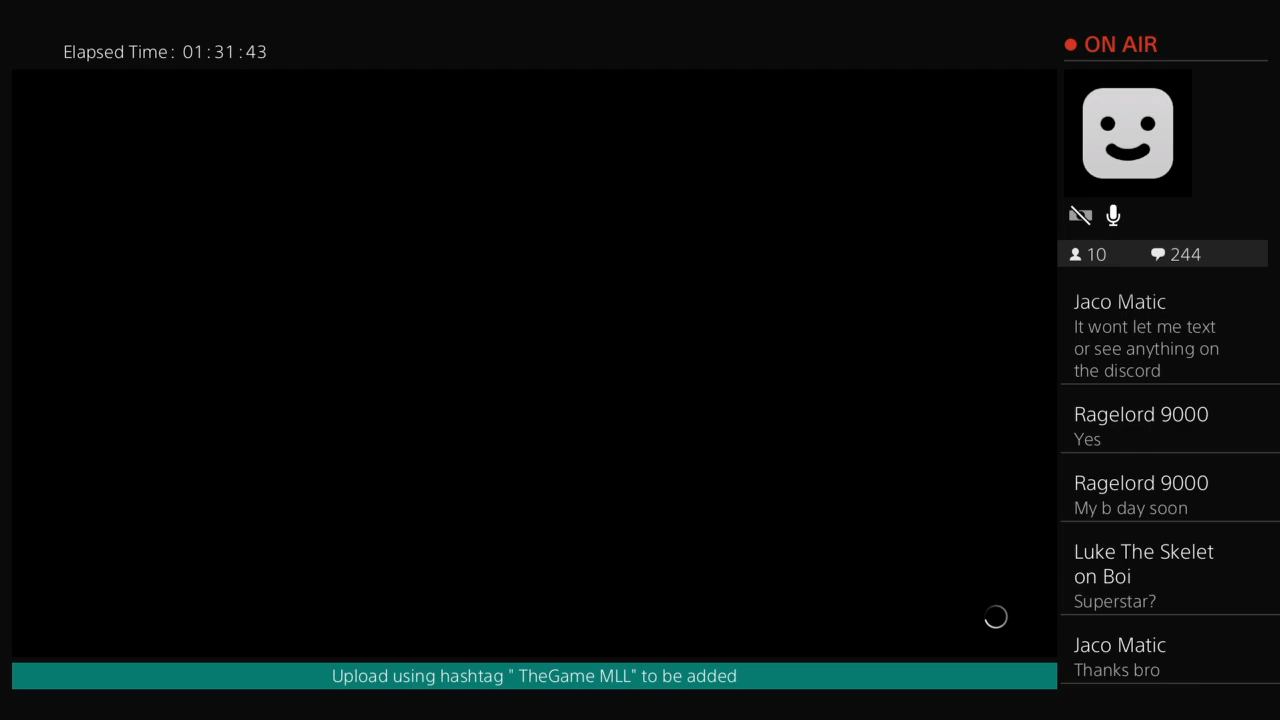 Elapsed Time: 01:31:43
ON AIR
10 244
Jaco Matic
It wont let me text
or see anything on
the discord
Ragelord 9000
Yes
Ragelord 9000
My b day soon
Luke The Skelet
on Boi
Superstar?
Jaco Matic
Thanks bro
Upload using hashtag " TheGame MLL" to be added